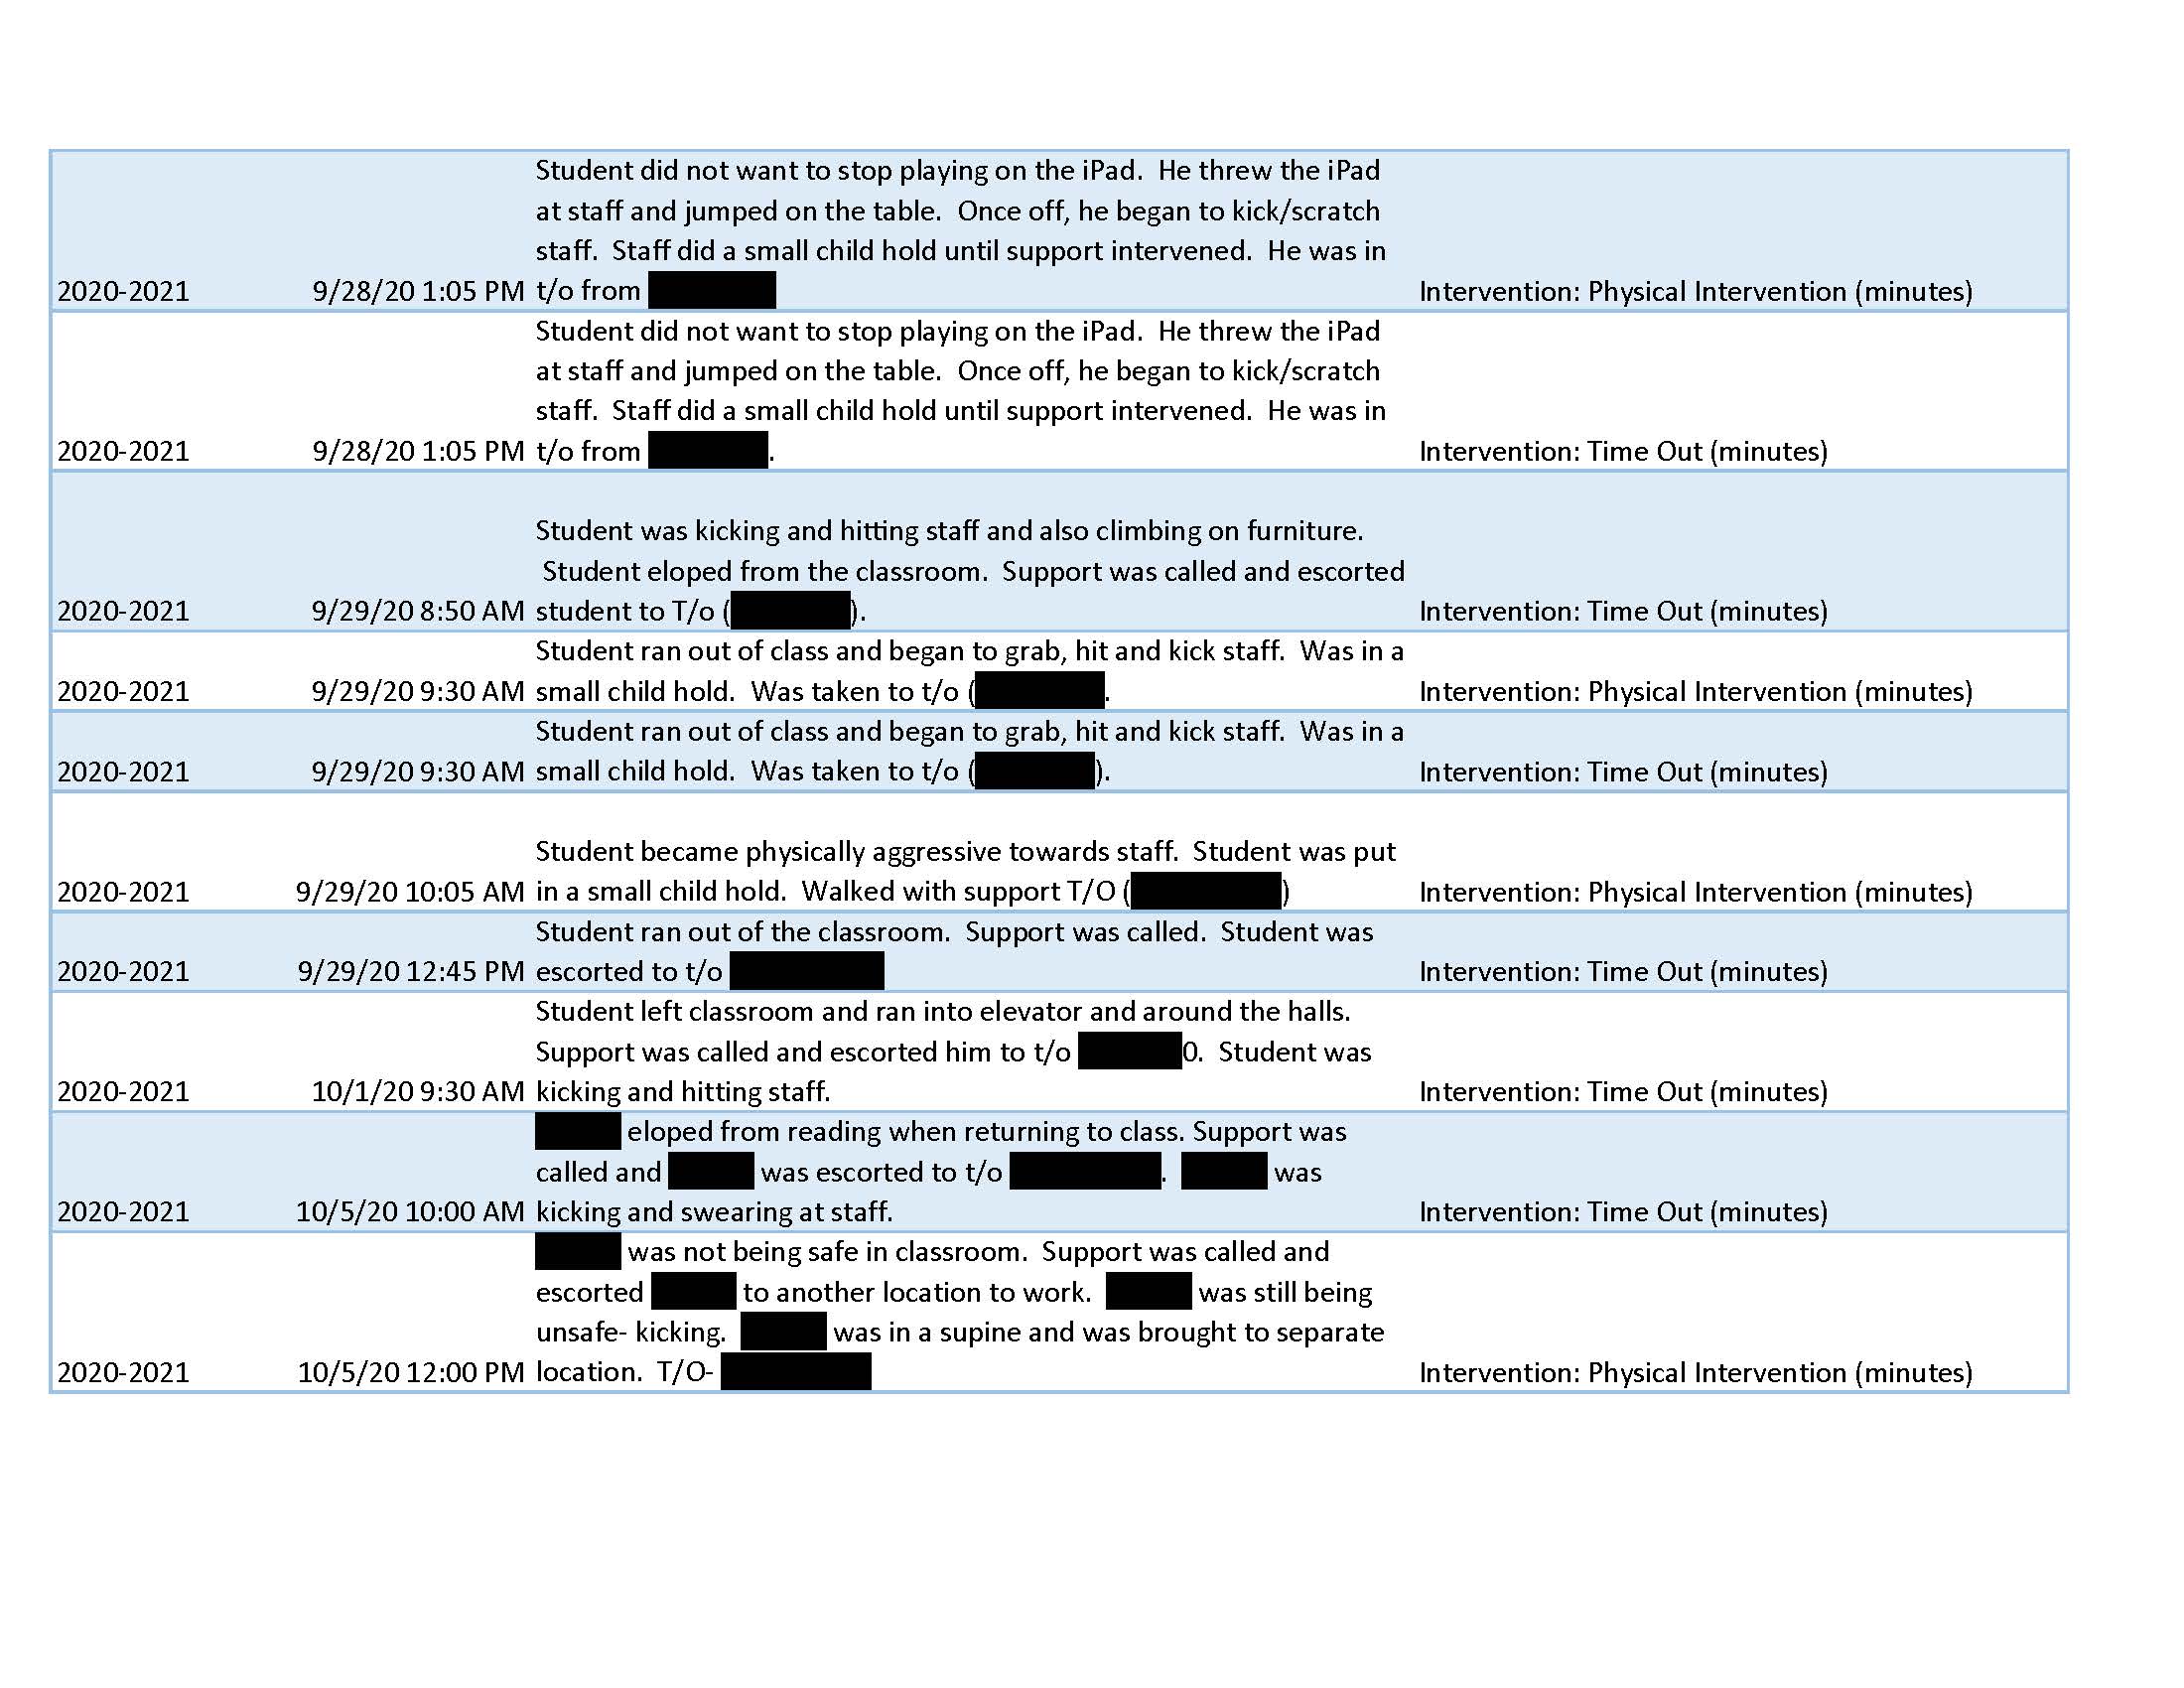 Student did not want to stop playing on the iPad.  He threw the iPad
at staff and jumped on the table.  Once off, he began to kick/scratch
staff.  Staff did a small child hold until support intervened.  He was in
2020-2021 9/28/20 1:05 PM t/o from Intervention: Physical Intervention (minutes)
Student did not want to stop playing on the iPad.  He threw the iPad
at staff and jumped on the table.  Once off, he began to kick/scratch
staff.  Staff did a small child hold until support intervened.  He was in
2020-2021 9/28/20 1:05 PM t/o from . Intervention: Time Out (minutes)
Student was kicking and hitting staff and also climbing on furniture.
Student eloped from the classroom.  Support was called and escorted
2020-2021 9/29/20 8:50 AM student to T/o ( ). Intervention: Time Out (minutes)
Student ran out of class and began to grab, hit and kick staff.  Was in a
2020-2021 9/29/20 9:30 AM small child hold.  Was taken to t/o ( . Intervention: Physical Intervention (minutes)
Student ran out of class and began to grab, hit and kick staff.  Was in a
2020-2021 9/29/20 9:30 AM small child hold.  Was taken to t/o ( ). Intervention: Time Out (minutes)
Student became physically aggressive towards staff.  Student was put
2020-2021 9/29/20 10:05 AM in a small child hold.  Walked with support T/O ( ) Intervention: Physical Intervention (minutes)
Student ran out of the classroom.  Support was called.  Student was
2020-2021 9/29/20 12:45 PM escorted to t/o Intervention: Time Out (minutes)
Student left classroom and ran into elevator and around the halls.
Support was called and escorted him to t/o 0.  Student was
2020-2021 10/1/20 9:30 AM kicking and hitting staff. Intervention: Time Out (minutes)
eloped from reading when returning to class. Support was
called and was escorted to t/o . was
2020-2021 10/5/20 10:00 AM kicking and swearing at staff. Intervention: Time Out (minutes)
was not being safe in classroom.  Support was called and
escorted to another location to work. was still being
unsafe- kicking. was in a supine and was brought to separate
2020-2021 10/5/20 12:00 PM location.  T/O- Intervention: Physical Intervention (minutes)